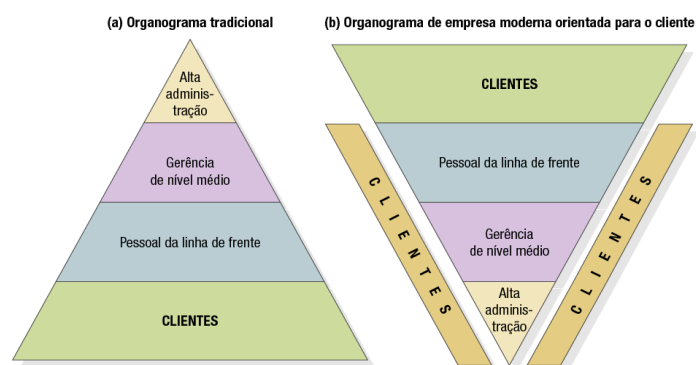 (a) Organograma tradicional
Alta
adminis-
tração
Gerência
de nível médio
Pessoal da linha de frente
CLIENTES
(b) Organograma de empresa moderna orientada para o cliente
CLIENTES
Pessoal da linha de frente
Gerência
de nível médio
Alta
adminis-
tração
CLIENTES
CLIENTES